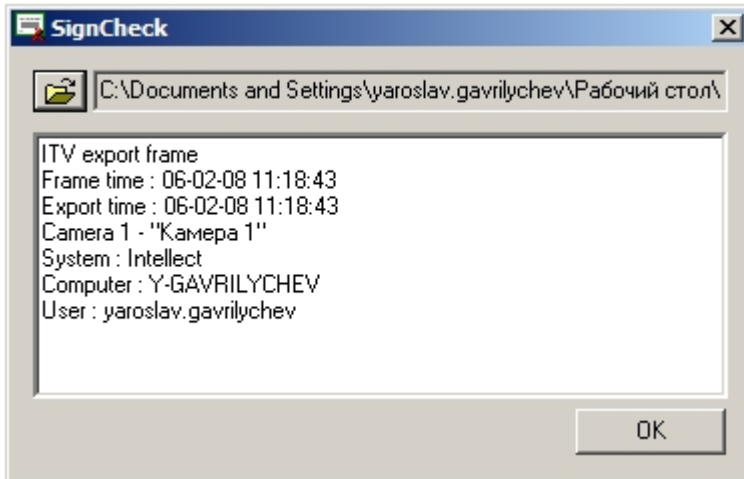 SignCheck
C:\Documents and Settings\yaroslav.gavrilychev\Рабочий стол\
ITV export frame
Frame time : 06-02-08 11:18:43
Export time : 06-02-08 11:18:43
Camera 1 - "Камера 1"
System : Intellect
Computer : Y-GAVRILYCHEV
User : yaroslav.gavrilychev
OK